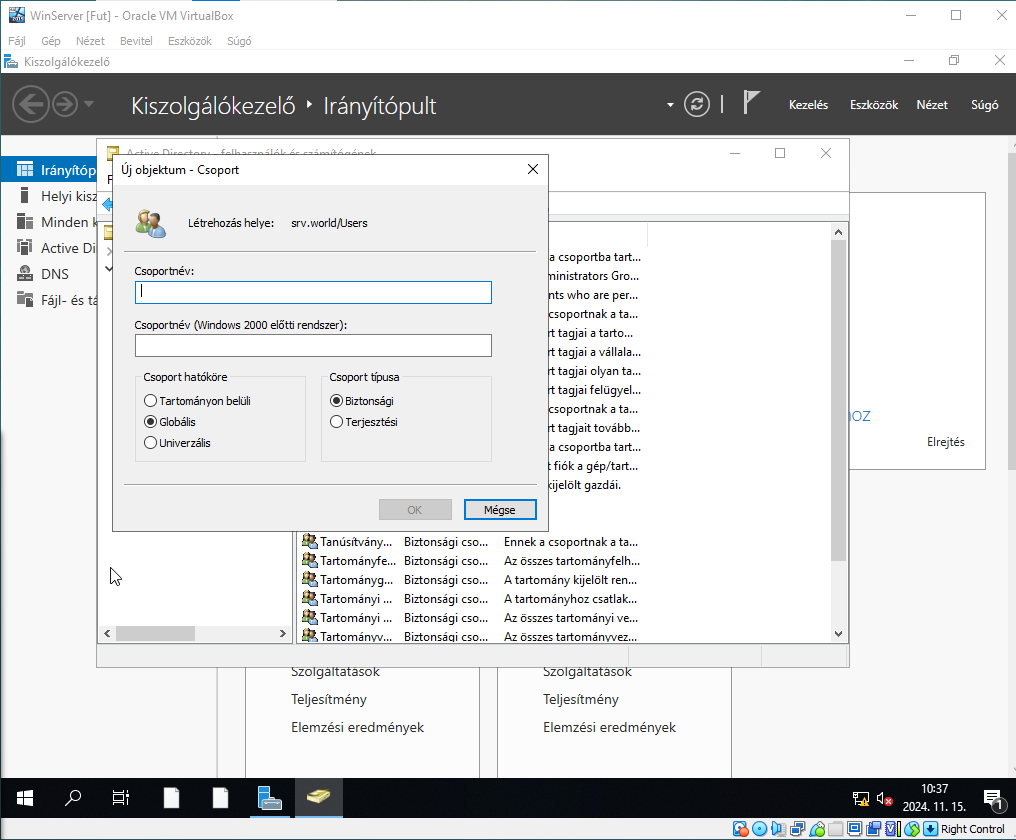 WinServer [Fut] - Oracle VM VirtualBox
Fájl Gép Nézet Bevitel Eszközök Súgó
Kiszolgálókezelő
Kiszolgálókezelő Irányítópult
Kezelés Eszközök Nézet Súgó
Active Directory - felhasználók és számítógépek
Irányítóp
Helyi kisz
Minden k
Active Di
DNS
Fájl- és tá
F
Új objektum - Csoport
Létrehozás helye: srv.world/Users
Csoportnév:
Csoportnév (Windows 2000 előtti rendszer):
Csoport hatóköre
Tartományon belüli
Globális
Univerzális
Csoport típusa
Biztonsági
Terjesztési
OK Mégse
a csoportba tart...
ministrators Gro...
nts who are per...
csoportnak a ta...
rt tagjai a tarto...
rt tagjai a vállala...
rt tagjai olyan ta...
rt tagjai felügyel...
csoportnak a ta...
rt tagjait tovább...
a csoportba tart...
t fiók a gép/tart...
kijelölt gazdái.
Tanúsítvány... Biztonsági cso... Ennek a csoportnak a ta...
Tartományfe... Biztonsági cso... Az összes tartományfelh...
Tartományg... Biztonsági cso... A tartomány kijelölt ren...
Tartományi ... Biztonsági cso... A tartományhoz csatlak...
Tartományi ... Biztonsági cso... Az összes tartományi ve...
Tartományv... Biztonsági cso... Az összes tartományvez...
hoz
Elrejtés
Szolgáltatások
Teljesítmény
Elemzési eredmények
Szolgáltatások
Teljesítmény
Elemzési eredmények
10:37
2024. 11. 15.
1
Right Control